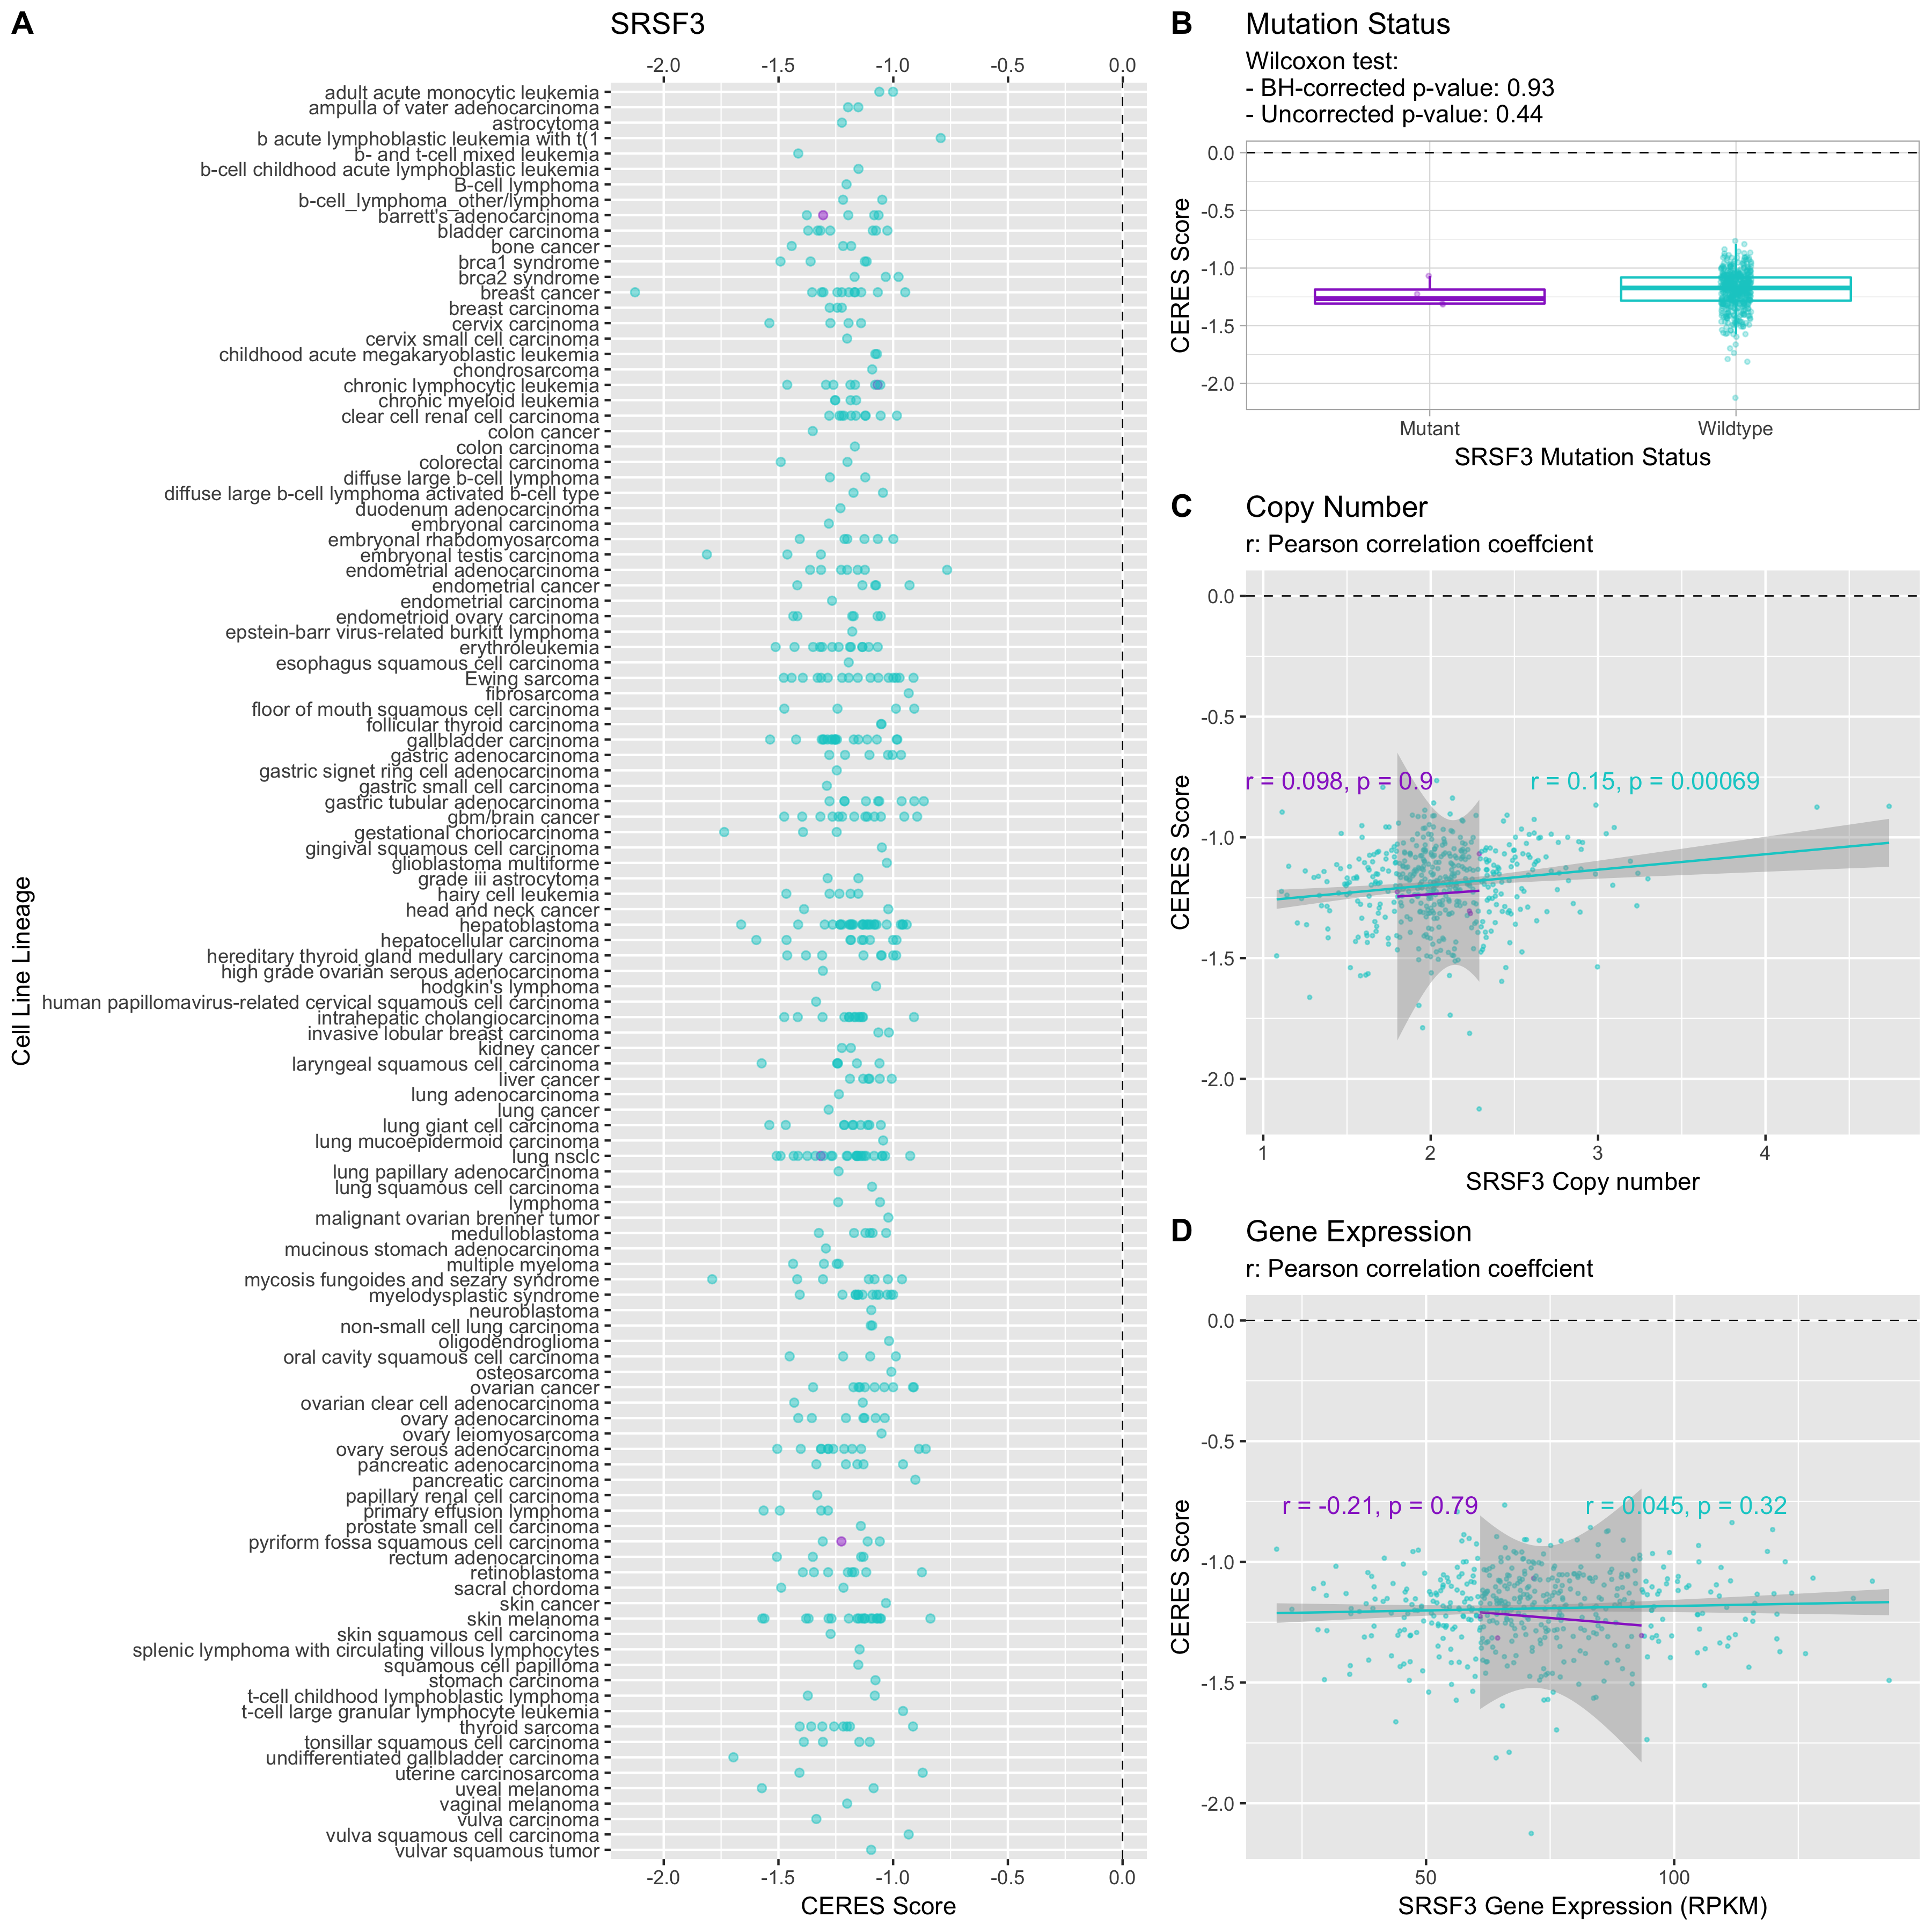 A
SRSF3
-2.0 -1.5 -1.0 -0.5 0.0
Cell Line Lineage
adult acute monocytic leukemia
ampulla of vater adenocarcinoma
astrocytoma
b acute lymphoblastic leukemia with t(1
b- and t-cell mixed leukemia
b-cell childhood acute lymphoblastic leukemia
B-cell lymphoma
b-cell_lymphoma_other/lymphoma
barrett's adenocarcinoma
bladder carcinoma
bone cancer
brca1 syndrome
brca2 syndrome
breast cancer
breast carcinoma
cervix carcinoma
cervix small cell carcinoma
childhood acute megakaryoblastic leukemia
chondrosarcoma
chronic lymphocytic leukemia
chronic myeloid leukemia
clear cell renal cell carcinoma
colon cancer
colon carcinoma
colorectal carcinoma
diffuse large b-cell lymphoma
diffuse large b-cell lymphoma activated b-cell type
duodenum adenocarcinoma
embryonal carcinoma
embryonal rhabdomyosarcoma
embryonal testis carcinoma
endometrial adenocarcinoma
endometrial cancer
endometrial carcinoma
endometrioid ovary carcinoma
epstein-barr virus-related burkitt lymphoma
erythroleukemia
esophagus squamous cell carcinoma
Ewing sarcoma
fibrosarcoma
floor of mouth squamous cell carcinoma
follicular thyroid carcinoma
gallbladder carcinoma
gastric adenocarcinoma
gastric signet ring cell adenocarcinoma
gastric small cell carcinoma
gastric tubular adenocarcinoma
gbm/brain cancer
gestational choriocarcinoma
gingival squamous cell carcinoma
glioblastoma multiforme
grade iii astrocytoma
hairy cell leukemia
head and neck cancer
hepatoblastoma
hepatocellular carcinoma
hereditary thyroid gland medullary carcinoma
high grade ovarian serous adenocarcinoma
hodgkin's lymphoma
human papillomavirus-related cervical squamous cell carcinoma
intrahepatic cholangiocarcinoma
invasive lobular breast carcinoma
kidney cancer
laryngeal squamous cell carcinoma
liver cancer
lung adenocarcinoma
lung cancer
lung giant cell carcinoma
lung mucoepidermoid carcinoma
lung nsclc
lung papillary adenocarcinoma
lung squamous cell carcinoma
lymphoma
malignant ovarian brenner tumor
medulloblastoma
mucinous stomach adenocarcinoma
multiple myeloma
mycosis fungoides and sezary syndrome
myelodysplastic syndrome
neuroblastoma
non-small cell lung carcinoma
oligodendroglioma
oral cavity squamous cell carcinoma
osteosarcoma
ovarian cancer
ovarian clear cell adenocarcinoma
ovary adenocarcinoma
ovary leiomyosarcoma
ovary serous adenocarcinoma
pancreatic adenocarcinoma
pancreatic carcinoma
papillary renal cell carcinoma
primary effusion lymphoma
prostate small cell carcinoma
pyriform fossa squamous cell carcinoma
rectum adenocarcinoma
retinoblastoma
sacral chordoma
skin cancer
skin melanoma
skin squamous cell carcinoma
splenic lymphoma with circulating villous lymphocytes
squamous cell papilloma
stomach carcinoma
t-cell childhood lymphoblastic lymphoma
t-cell large granular lymphocyte leukemia
thyroid sarcoma
tonsillar squamous cell carcinoma
undifferentiated gallbladder carcinoma
uterine carcinosarcoma
uveal melanoma
vaginal melanoma
vulva carcinoma
vulva squamous cell carcinoma
vulvar squamous tumor
-2.0 -1.5 -1.0 -0.5 0.0
CERES Score
B
Mutation Status
Wilcoxon test:
- BH-corrected p-value: 0.93
- Uncorrected p-value: 0.44
CERES Score
0.0
-0.5
-1.0
-1.5
-2.0
Mutant Wildtype
SRSF3 Mutation Status
C
Copy Number
r: Pearson correlation coeffcient
CERES Score
0.0
-0.5
-1.0
-1.5
-2.0
r = 0.098, p = 0.9 r = 0.15, p = 0.00069
1 2 3 4
SRSF3 Copy number
D
Gene Expression
r: Pearson correlation coeffcient
CERES Score
0.0
-0.5
-1.0
-1.5
-2.0
r = -0.21, p = 0.79 r = 0.045, p = 0.32
50 100
SRSF3 Gene Expression (RPKM)